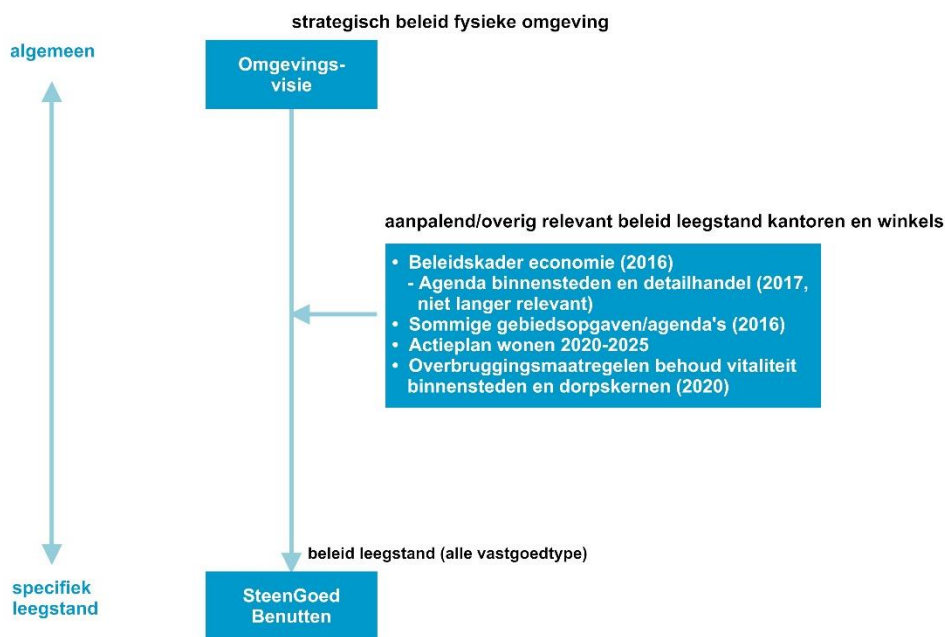 strategisch beleid fysieke omgeving
algemeen
Omgevings-
visie
aanpalend/overig relevant beleid leegstand kantoren en winkels
• Beleidskader economie (2016)
- Agenda binnensteden en detailhandel (2017,
niet langer relevant)
• Sommige gebiedsopgaven/agenda's (2016)
• Actieplan wonen 2020-2025
• Overbruggingsmaatregelen behoud vitaliteit
binnensteden en dorpskernen (2020)
beleid leegstand (alle vastgoedtype)
specifiek
leegstand
SteenGoed
Benutten